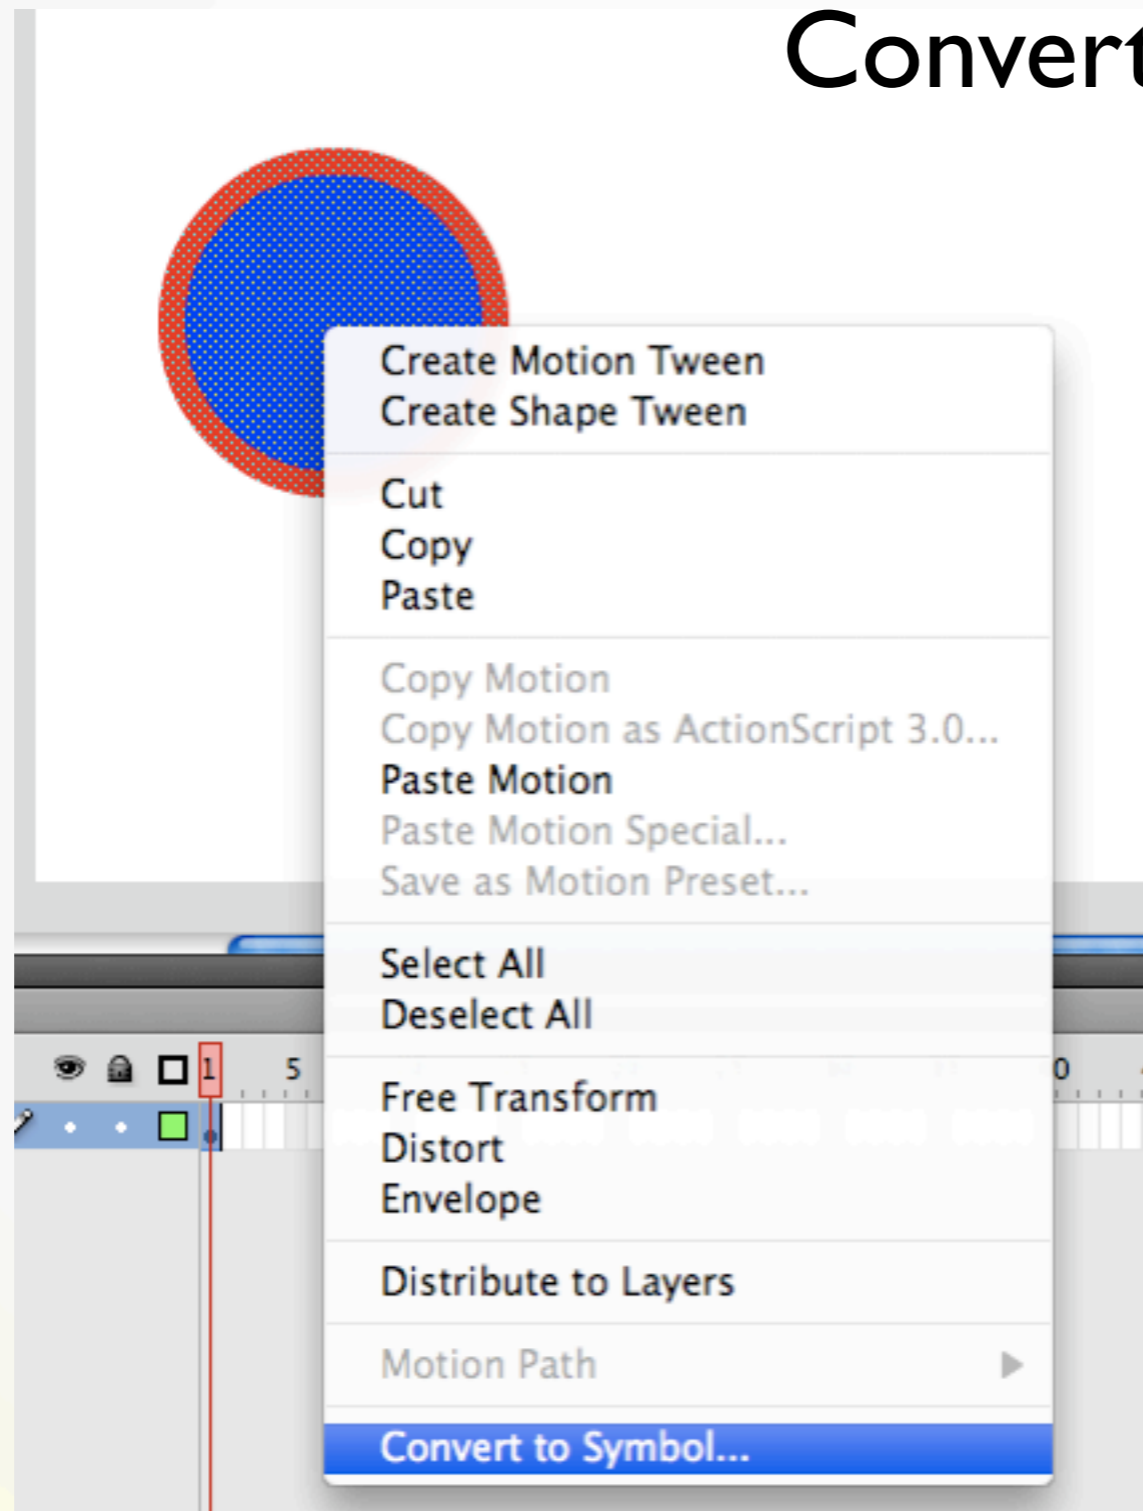 Convert
Create Motion Tween
Create Shape Tween
Cut
Copy
Paste
Copy Motion
Copy Motion as ActionScript 3.0...
Paste Motion
Paste Motion Special...
Save as Motion Preset...
Select All
Deselect All
1 5 0
Free Transform
Distort
Envelope
Distribute to Layers
Motion Path
Convert to Symbol...